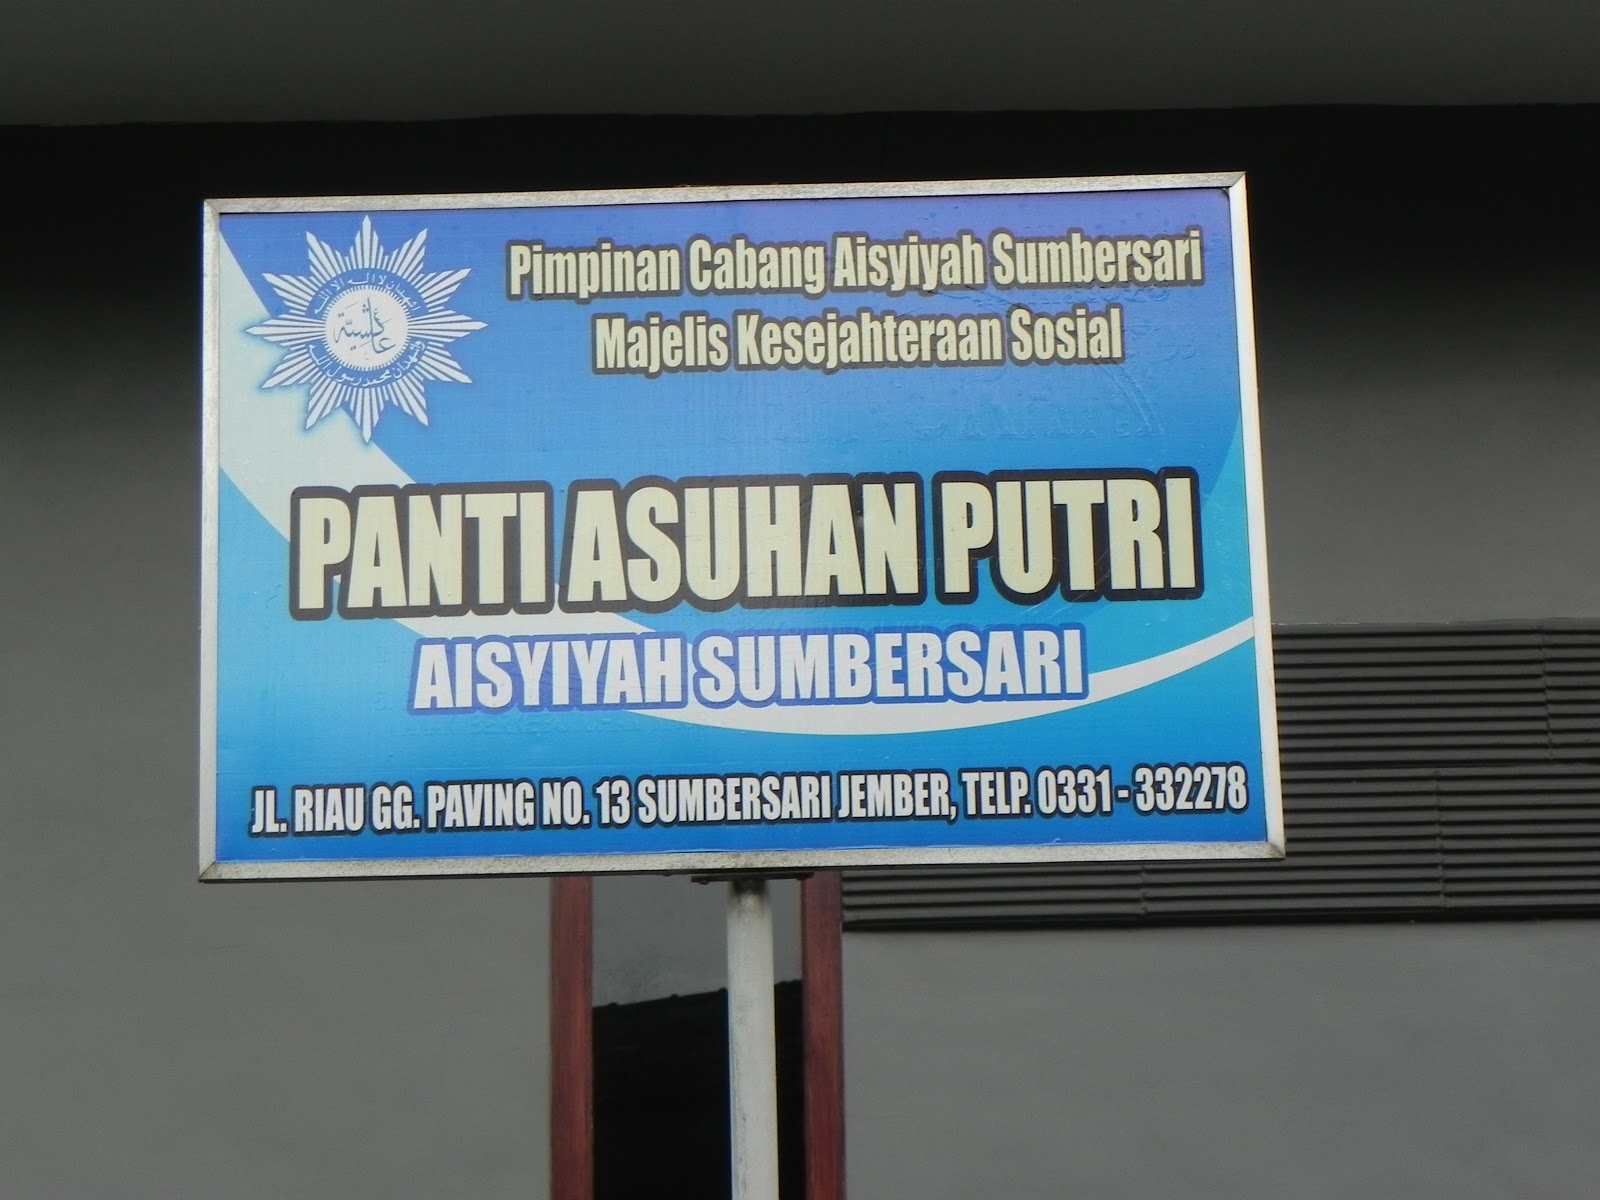 عائشيّة
Pimpinan Cabang Aisyiyah Sumbersari
Majelis Kesejahteraan Sosial
PANTI ASUHAN PUTRI
AISYIYAH SUMBERSARI
JL. RIAU GG. PAVING NO. 13 SUMBERSARI JEMBER, TELP. 0331 - 332278